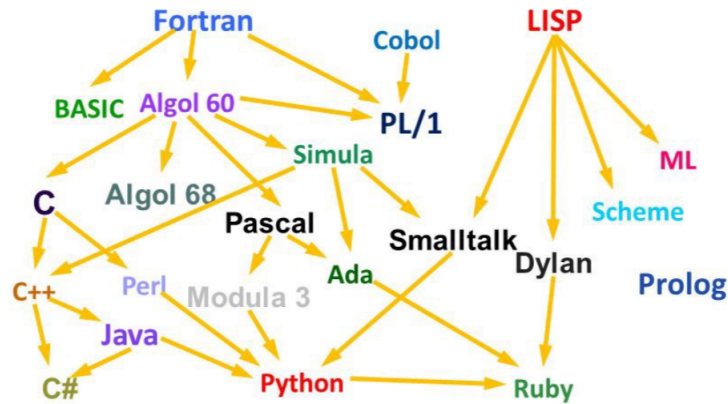 Fortran
Cobol
LISP
BASIC
Algol 60
PL/1
Simula
ML
C
Algol 68
Scheme
Pascal
Smalltalk
Dylan
Ada
C++
Perl
Modula 3
Prolog
Java
C#
Python
Ruby